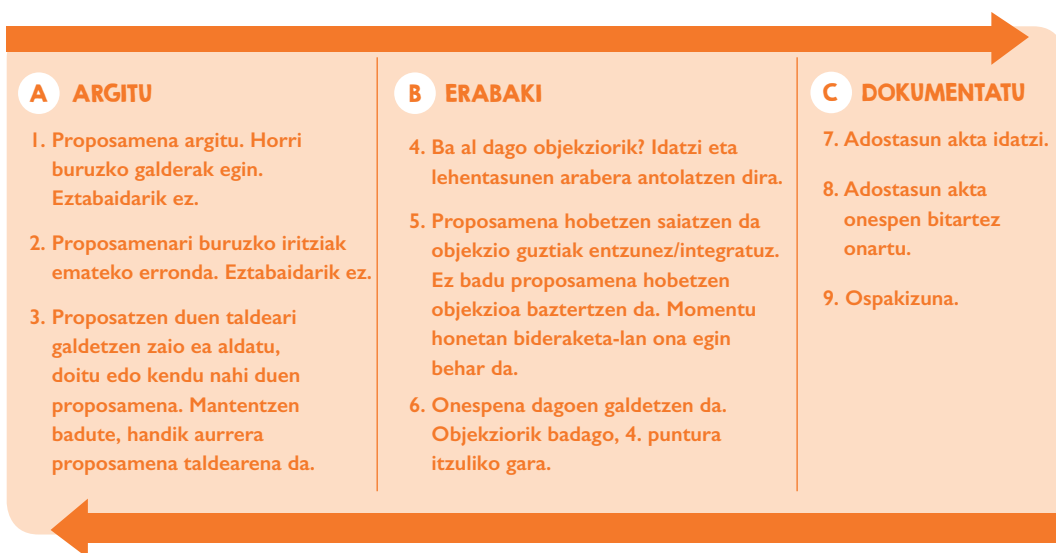 A ARGITU
1. Proposamena argitu. Horri
buruzko galderak egin.
Eztabaidarik ez.
2. Proposamenari buruzko iritziak
emateko erronda. Eztabaidarik ez.
3. Proposatzen duen taldeari
galdetzen zaio ea aldatu,
doitu edo kendu nahi duen
proposamena. Mantentzen
badute, handik aurrera
proposamena taldearena da.
B ERABAKI
4. Ba al dago objekziorik? Idatzi eta
lehentasunen arabera antolatzen dira.
5. Proposamena hobetzen saiatzen da
objekzio guztiak entzunez/integratuz.
Ez badu proposamena hobetzen
objekzioa baztertzen da. Momentu
honetan bideraketa-lan ona egin
behar da.
6. Onespena dagoen galdetzen da.
Objekziorik badago, 4. puntura
itzuliko gara.
C DOKUMENTATU
7. Adostasun akta idatzi.
8. Adostasun akta
onespen bitartez
onartu.
9. Ospakizuna.